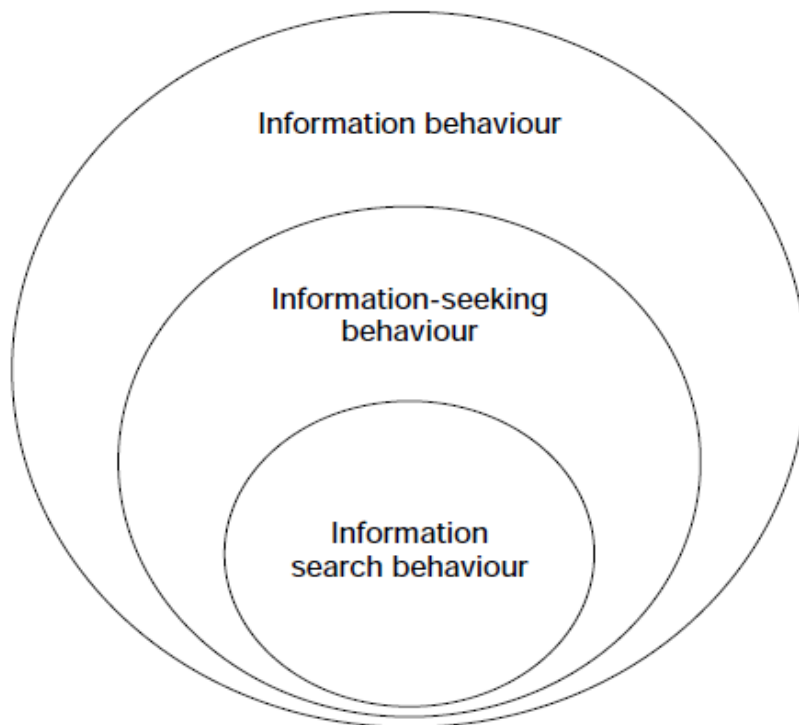 Information behaviour
Information-seeking
behaviour
Information
search behaviour